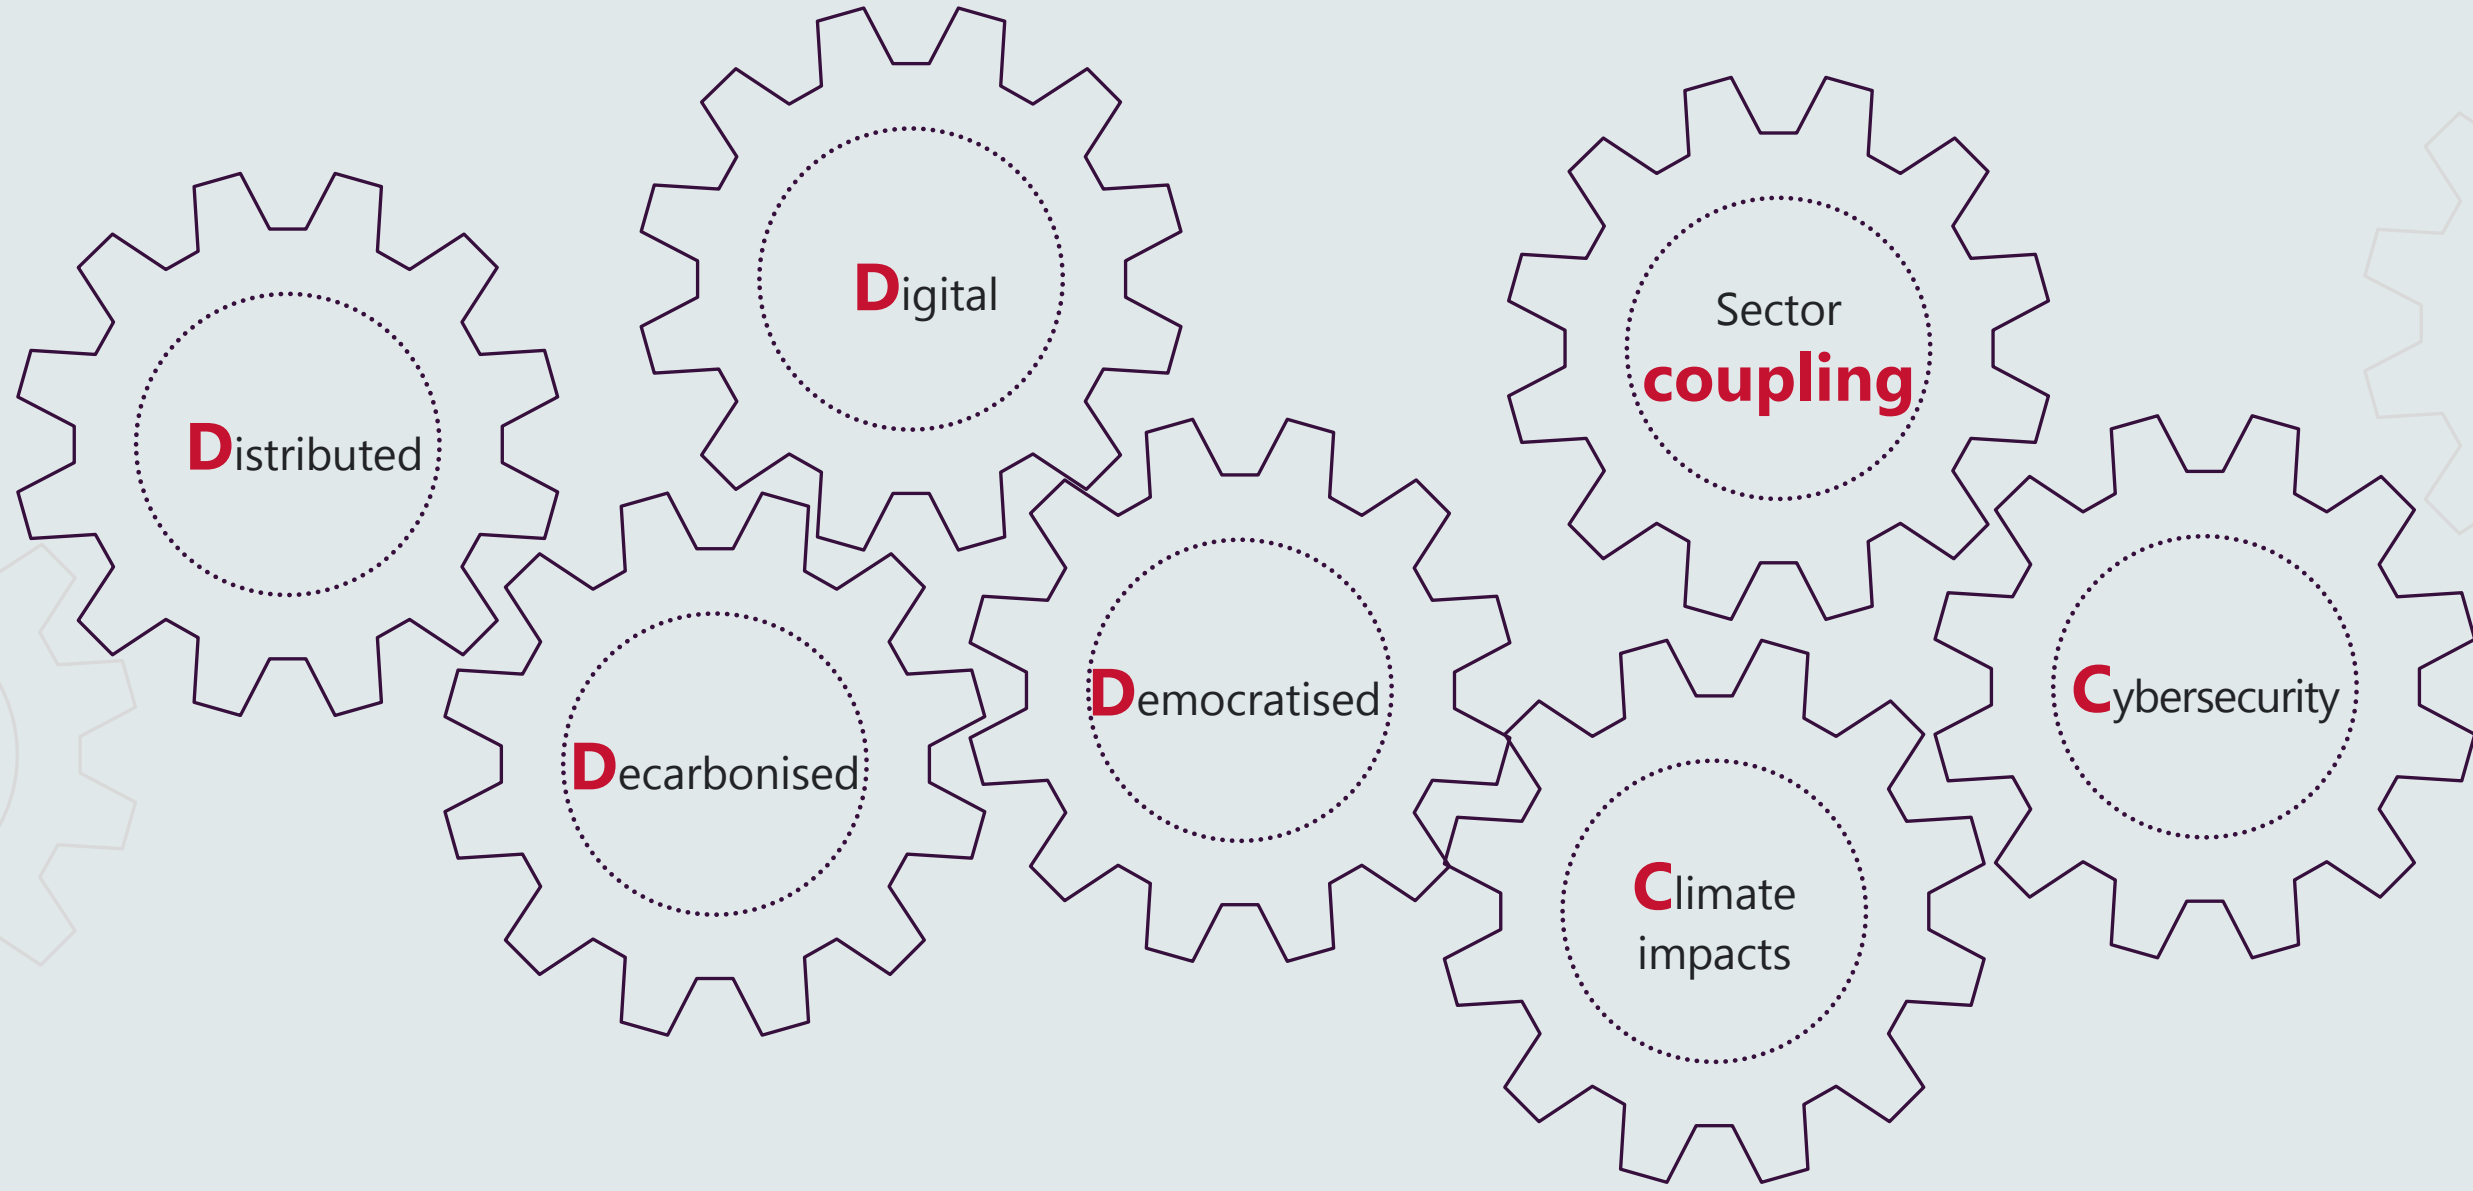 Distributed
Digital
Decarbonised
Democratised
Sector
coupling
Climate
impacts
Cybersecurity